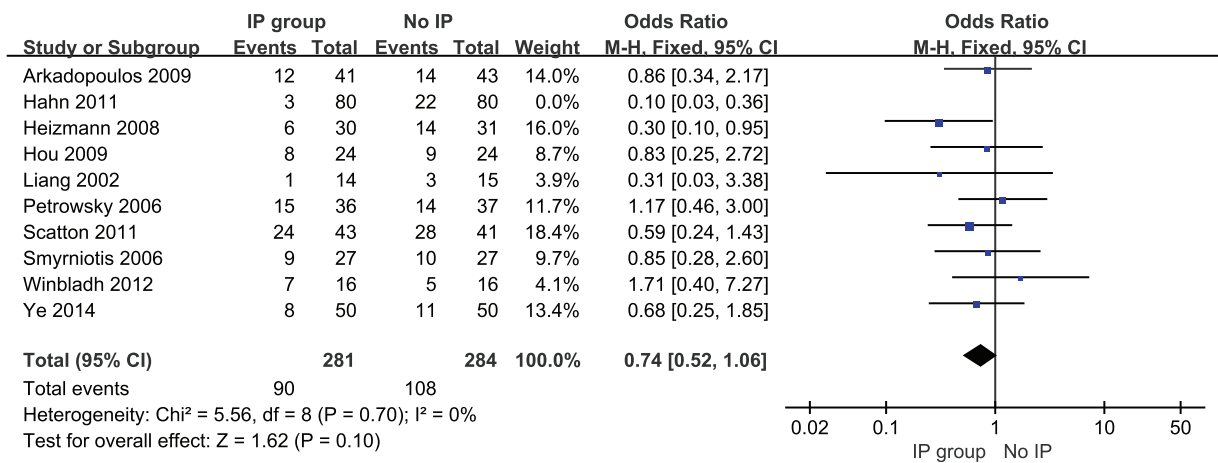 IP group No IP Odds Ratio Odds Ratio
Study or Subgroup Events Total Events Total Weight M-H, Fixed, 95% CI M-H, Fixed, 95% CI
Arkadopoulos 2009 12 41 14 43 14.0% 0.86 [0.34, 2.17]
Hahn 2011 3 80 22 80 0.0% 0.10 [0.03, 0.36]
Heizmann 2008 6 30 14 31 16.0% 0.30 [0.10, 0.95]
Hou 2009 8 24 9 24 8.7% 0.83 [0.25, 2.72]
Liang 2002 1 14 3 15 3.9% 0.31 [0.03, 3.38]
Petrowsky 2006 15 36 14 37 11.7% 1.17 [0.46, 3.00]
Scatton 2011 24 43 28 41 18.4% 0.59 [0.24, 1.43]
Smyrniotis 2006 9 27 10 27 9.7% 0.85 [0.28, 2.60]
Winbladh 2012 7 16 5 16 4.1% 1.71 [0.40, 7.27]
Ye 2014 8 50 11 50 13.4% 0.68 [0.25, 1.85]
Total (95% CI) 281 284 100.0% 0.74 [0.52, 1.06]
Total events 90 108
Heterogeneity: Chi² = 5.56, df = 8 (P = 0.70); I² = 0%
Test for overall effect: Z = 1.62 (P = 0.10)
0.02 0.1 1 10 50
IP group No IP